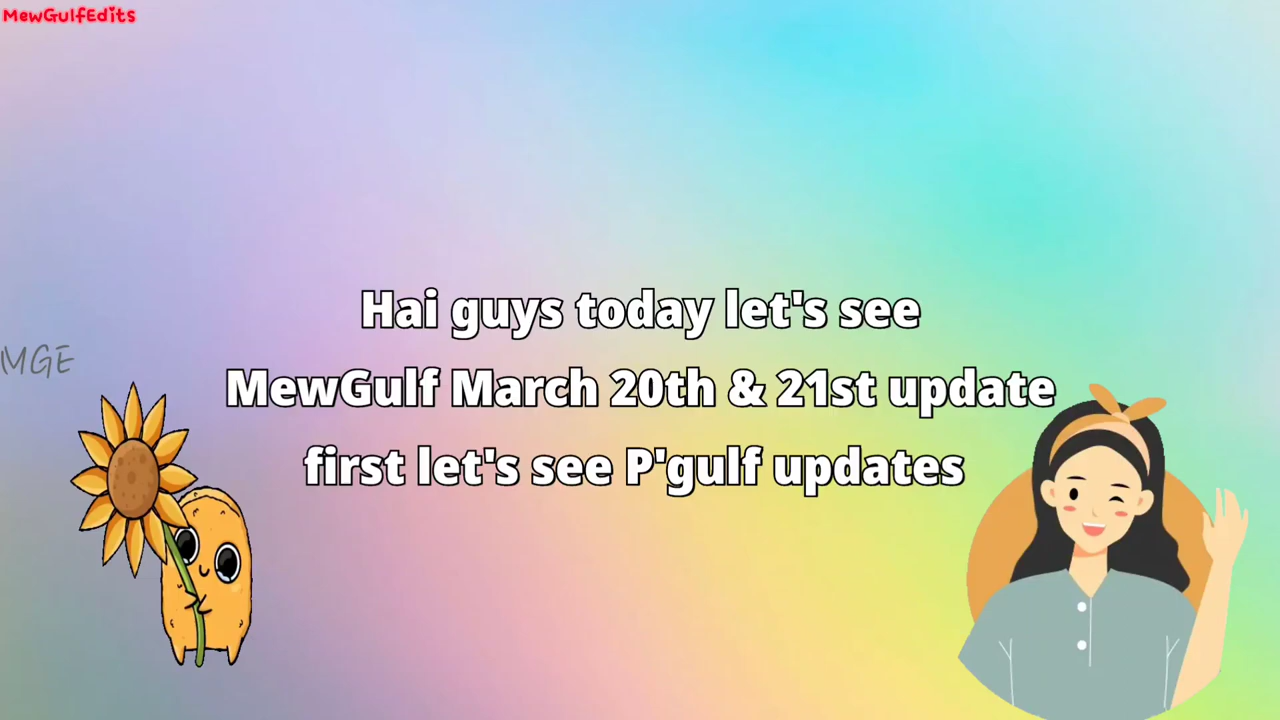 MewGulfEdits
Hai guys today let's see
MGE
MewGulf March 20th & 21st update
first let's see P'gulf updates